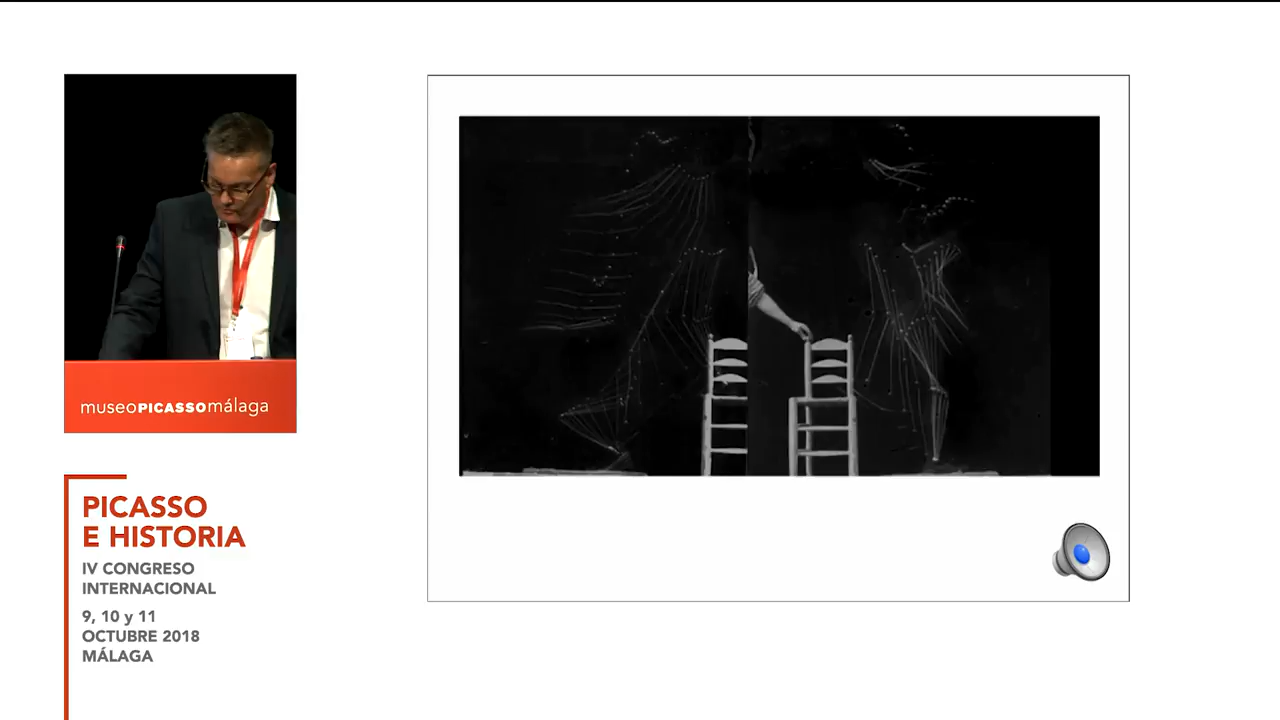 museoPICASSOmálaga
PICASSO
E HISTORIA
IV CONGRESO
INTERNACIONAL
9, 10 y 11
OCTUBRE 2018
MÁLAGA